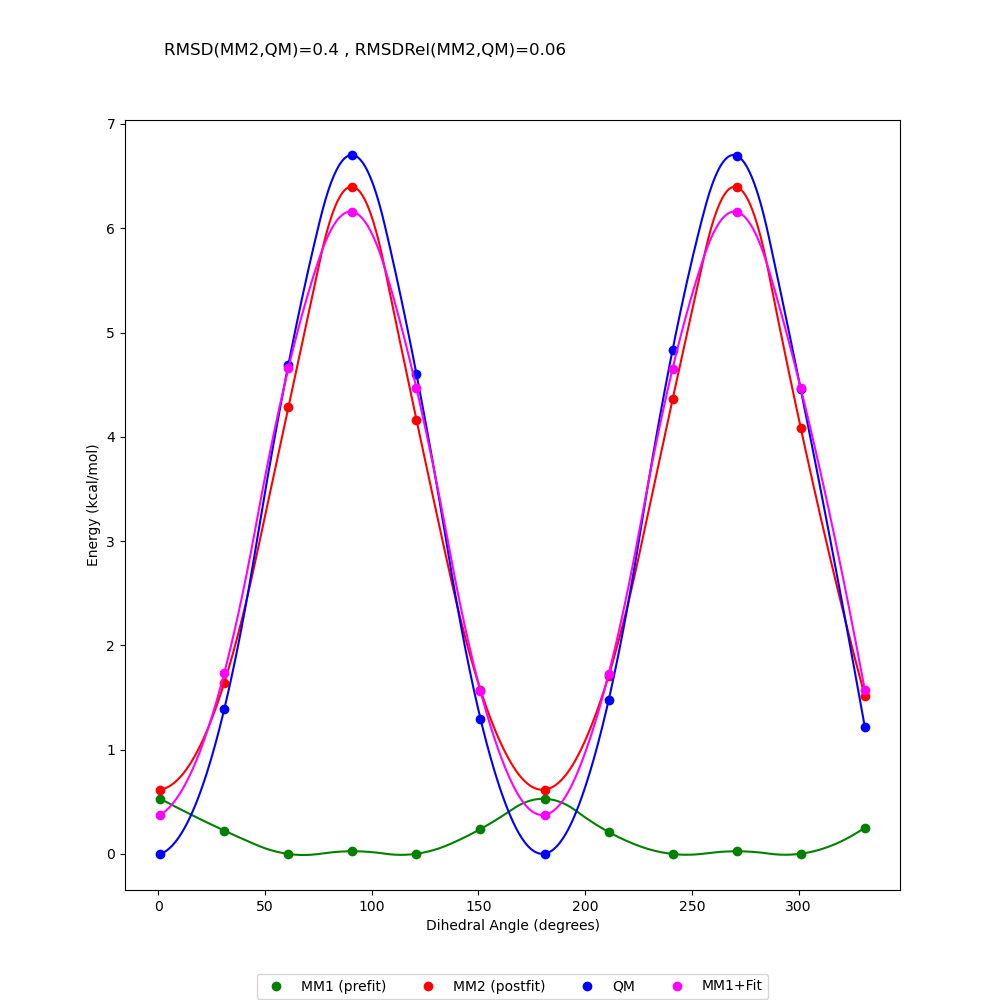 RMSD(MM2,QM)=0.4 , RMSDRel(MM2,QM)=0.06
7
6
5
4
3
2
1
0
Energy (kcal/mol)
0 50 100 150 200 250 300
Dihedral Angle (degrees)
MM1 (prefit) MM2 (postfit) QM MM1+Fit